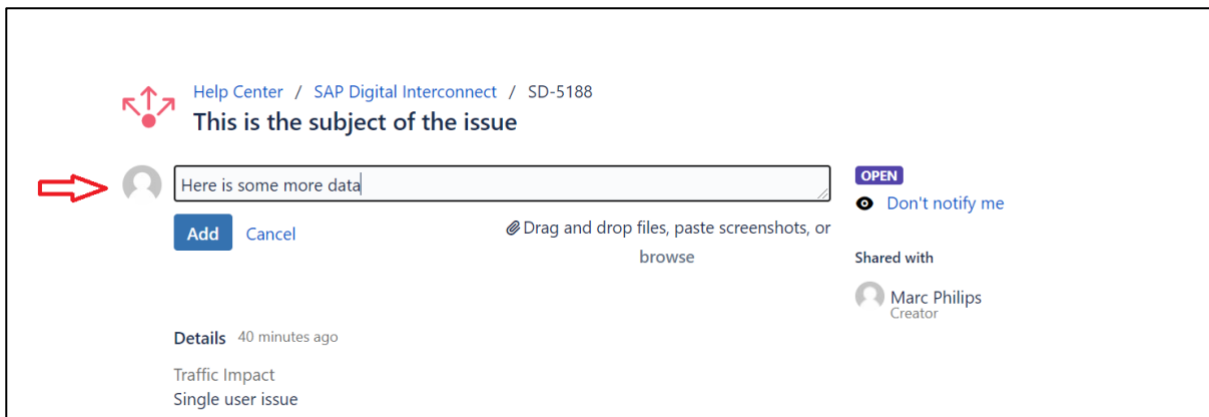 Help Center / SAP Digital Interconnect / SD-5188
This is the subject of the issue
Here is some more data
Add Cancel
Drag and drop files, paste screenshots, or
browse
OPEN
Don't notify me
Shared with
Marc Philips
Creator
Details 40 minutes ago
Traffic Impact
Single user issue